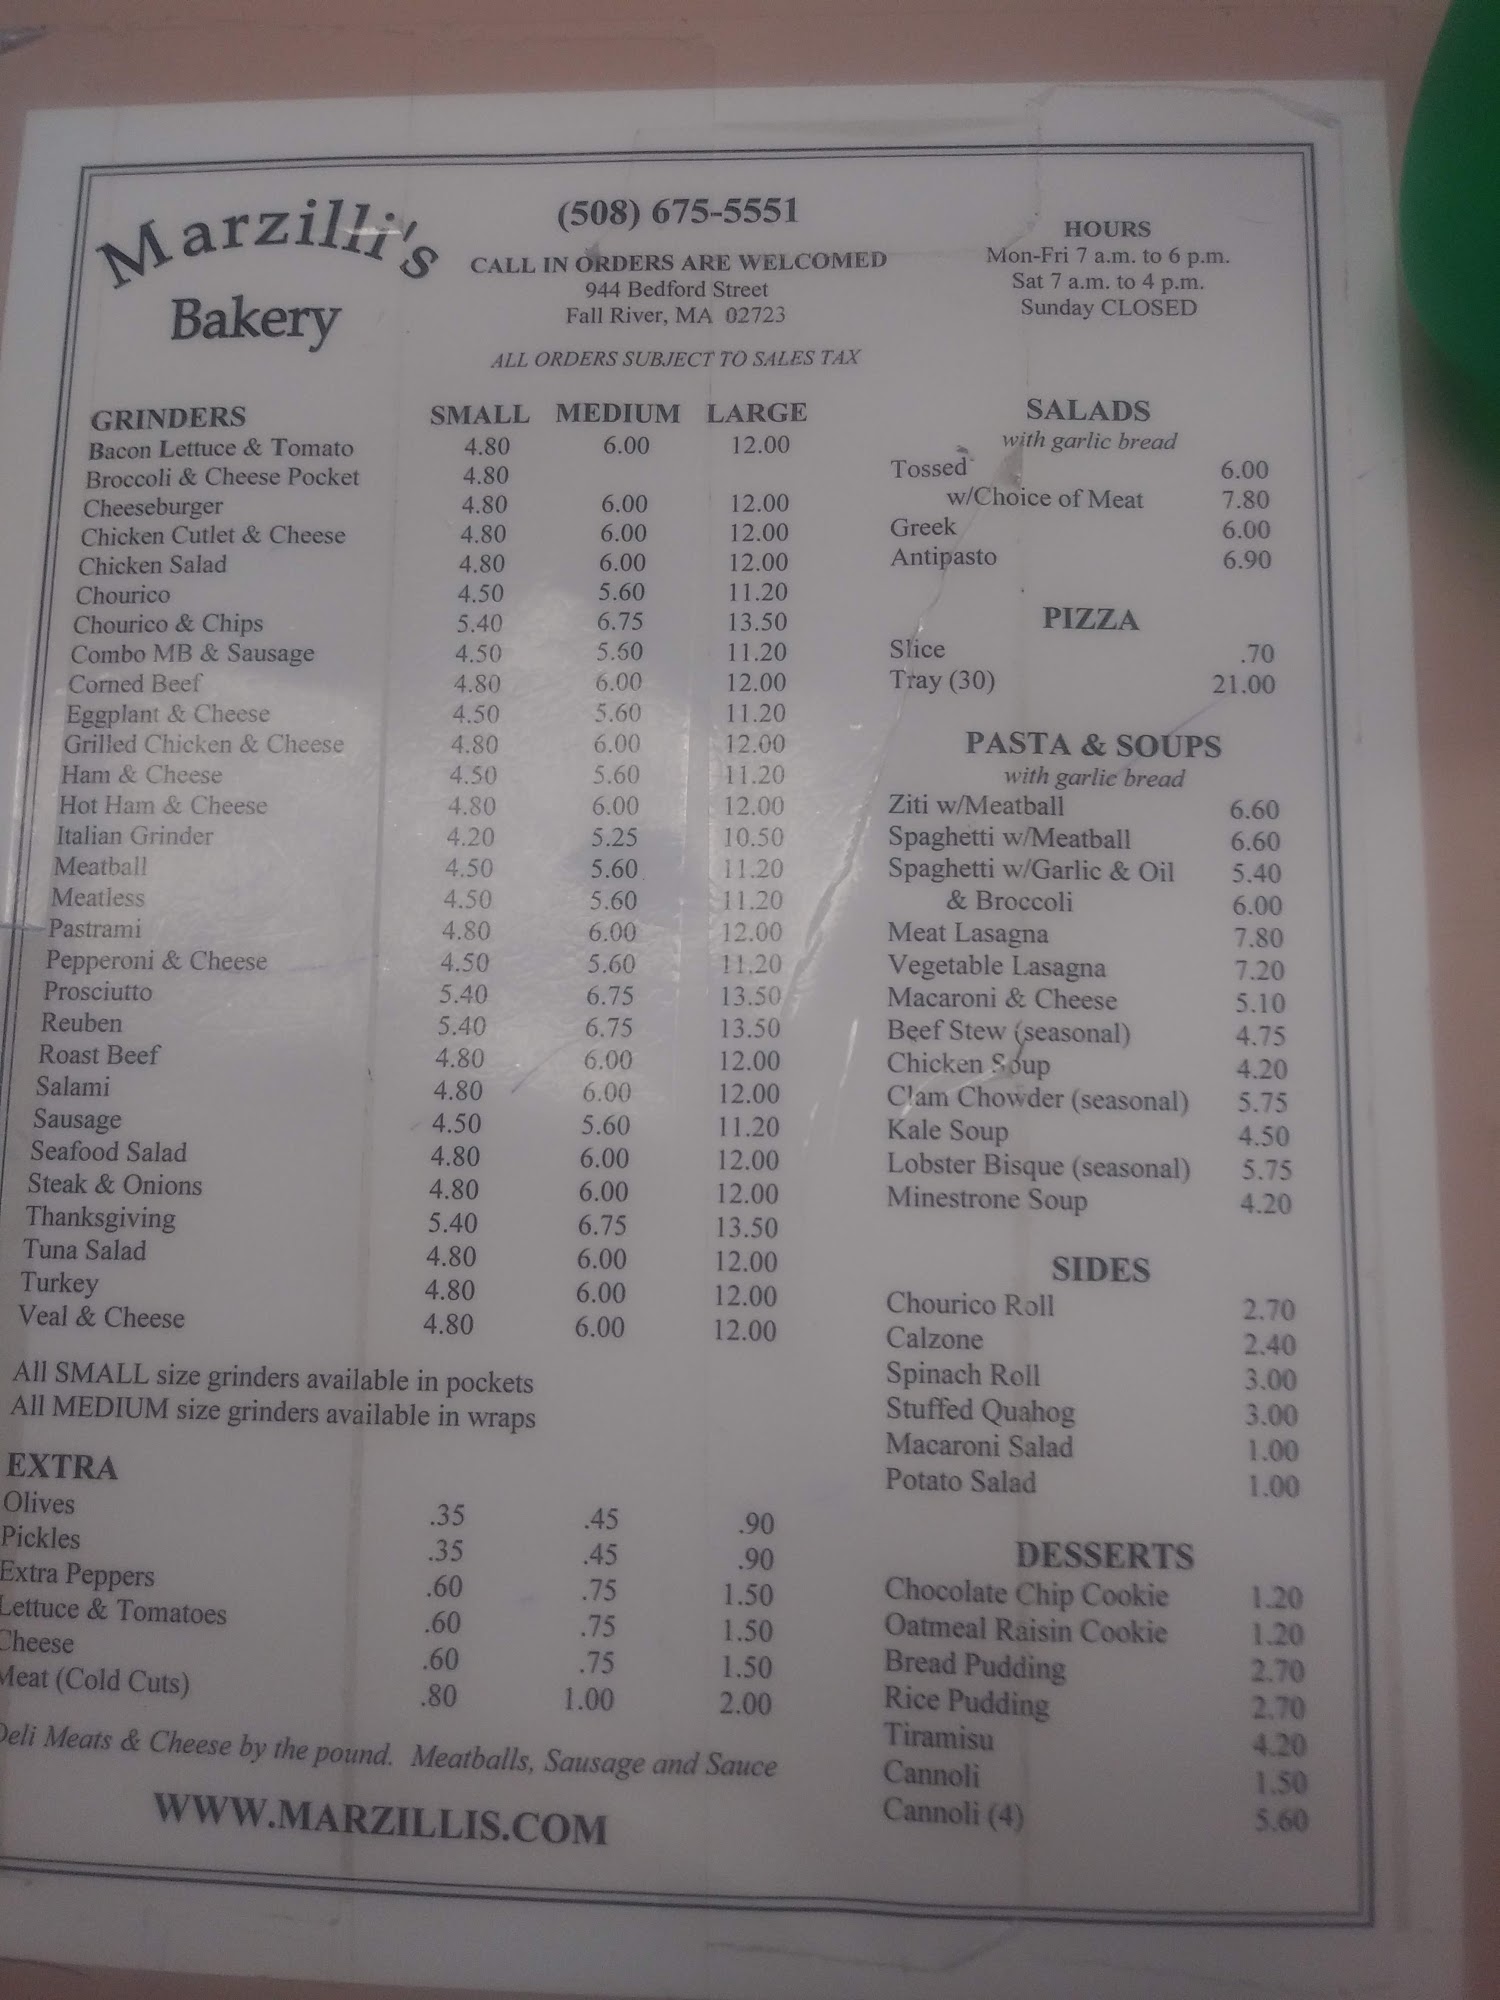 Marzilli's
Bakery
(508) 675-5551
CALL IN ORDERS ARE WELCOMED
944 Bedford Street
Fall River, MA 02723
ALL ORDERS SUBJECT TO SALES TAX
HOURS
Mon-Fri 7 a.m. to 6 p.m.
Sat 7 a.m. to 4 p.m.
Sunday CLOSED
GRINDERS SMALL MEDIUM LARGE
Bacon Lettuce & Tomato 4.80 6.00 12.00
Broccoli & Cheese Pocket 4.80
Cheeseburger 4.80 6.00 12.00
Chicken Cutlet & Cheese 4.80 6.00 12.00
Chicken Salad 4.80 6.00 12.00
Chourico 4.50 5.60 11.20
Chourico & Chips 5.40 6.75 13.50
Combo MB & Sausage 4.50 5.60 11.20
Corned Beef 4.80 6.00 12.00
Eggplant & Cheese 4.50 5.60 11.20
Grilled Chicken & Cheese 4.80 6.00 12.00
Ham & Cheese 4.50 5.60 11.20
Hot Ham & Cheese 4.80 6.00 12.00
Italian Grinder 4.20 5.25 10.50
Meatball 4.50 5.60 11.20
Meatless 4.50 5.60 11.20
Pastrami 4.80 6.00 12.00
Pepperoni & Cheese 4.50 5.60 11.20
Prosciutto 5.40 6.75 13.50
Reuben 5.40 6.75 13.50
Roast Beef 4.80 6.00 12.00
Salami 4.80 6.00 12.00
Sausage 4.50 5.60 11.20
Seafood Salad 4.80 6.00 12.00
Steak & Onions 4.80 6.00 12.00
Thanksgiving 5.40 6.75 13.50
Tuna Salad 4.80 6.00 12.00
Turkey 4.80 6.00 12.00
Veal & Cheese 4.80 6.00 12.00
All SMALL size grinders available in pockets
All MEDIUM size grinders available in wraps
EXTRA
Olives .35 .45 .90
Pickles .35 .45 .90
Extra Peppers .60 .75 1.50
Lettuce & Tomatoes .60 .75 1.50
Cheese .60 .75 1.50
Meat (Cold Cuts) .80 1.00 2.00
Deli Meats & Cheese by the pound. Meatballs, Sausage and Sauce
WWW.MARZILLIS.COM
SALADS
with garlic bread
Tossed 6.00
w/Choice of Meat 7.80
Greek 6.00
Antipasto 6.90
PIZZA
Slice .70
Tray (30) 21.00
PASTA & SOUPS
with garlic bread
Ziti w/Meatball 6.60
Spaghetti w/Meatball 6.60
Spaghetti w/Garlic & Oil 5.40
& Broccoli 6.00
Meat Lasagna 7.80
Vegetable Lasagna 7.20
Macaroni & Cheese 5.10
Beef Stew (seasonal) 4.75
Chicken Soup 4.20
Clam Chowder (seasonal) 5.75
Kale Soup 4.50
Lobster Bisque (seasonal) 5.75
Minestrone Soup 4.20
SIDES
Chourico Roll 2.70
Calzone 2.40
Spinach Roll 3.00
Stuffed Quahog 3.00
Macaroni Salad 1.00
Potato Salad 1.00
DESSERTS
Chocolate Chip Cookie 1.20
Oatmeal Raisin Cookie 1.20
Bread Pudding 2.70
Rice Pudding 2.70
Tiramisu 4.20
Cannoli 1.50
Cannoli (4) 5.60